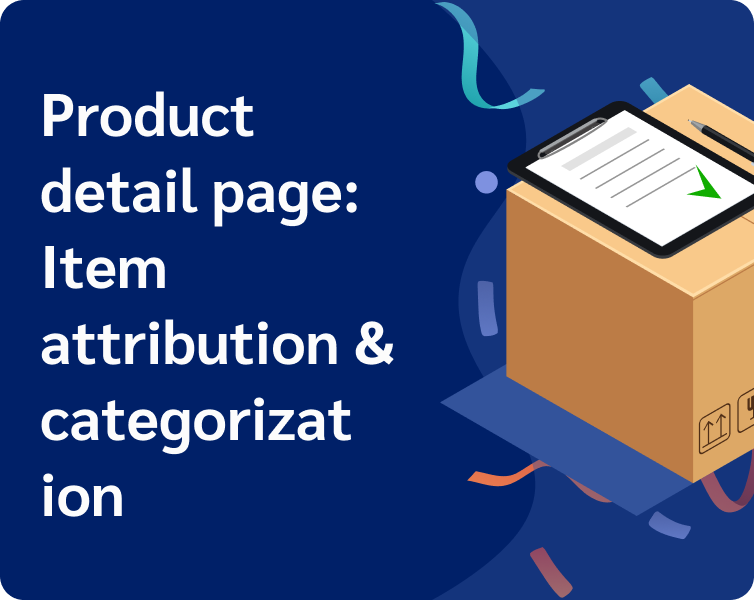 Product
detail page:
Item
attribution &
categorizat
ion